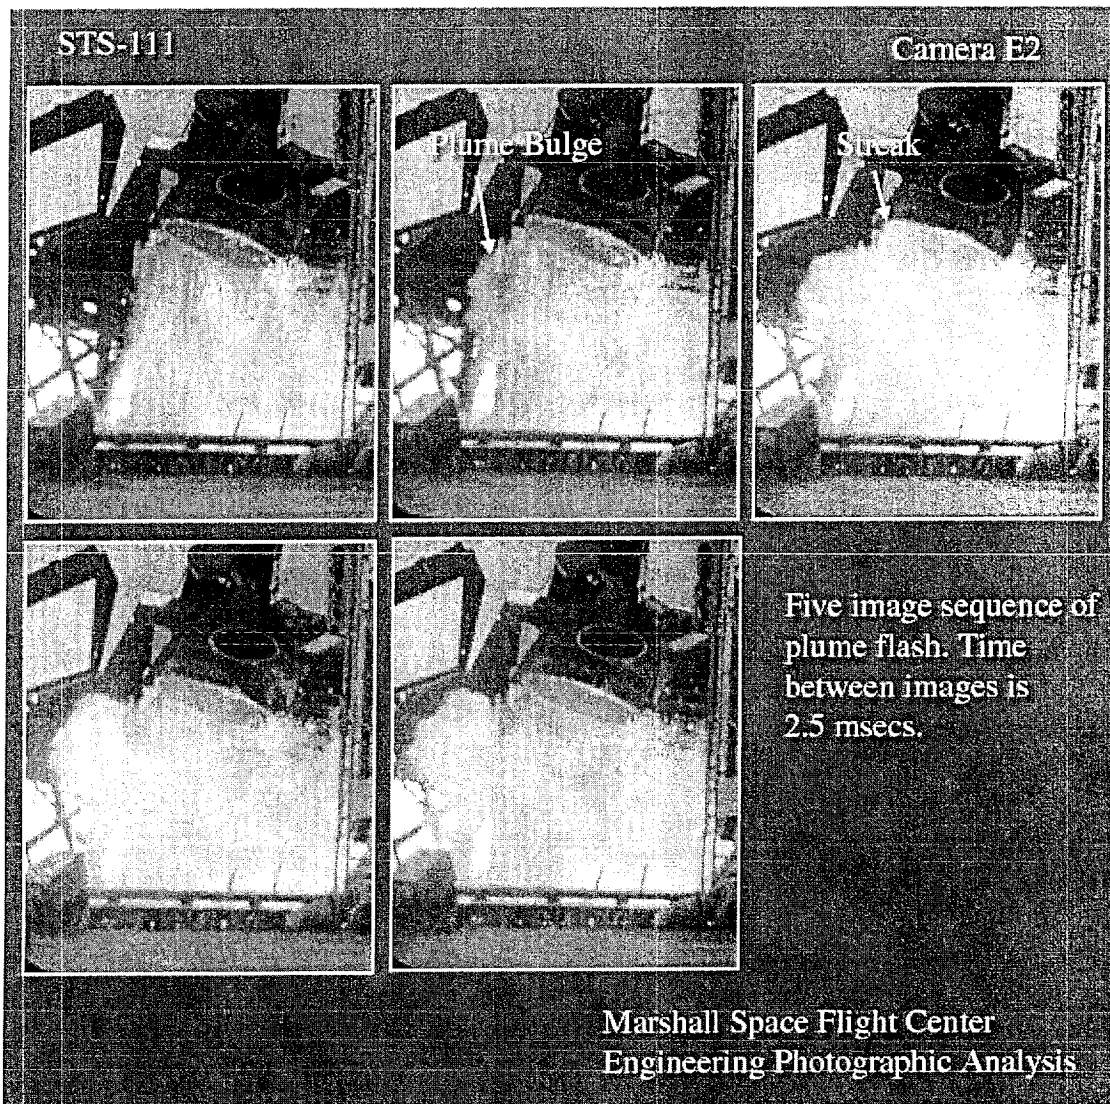 STS-111
Camera E2
Plume Bulge
Streak
Five image sequence of
plume flash. Time
between images is
2.5 msecs.
Marshall Space Flight Center
Engineering Photographic Analysis